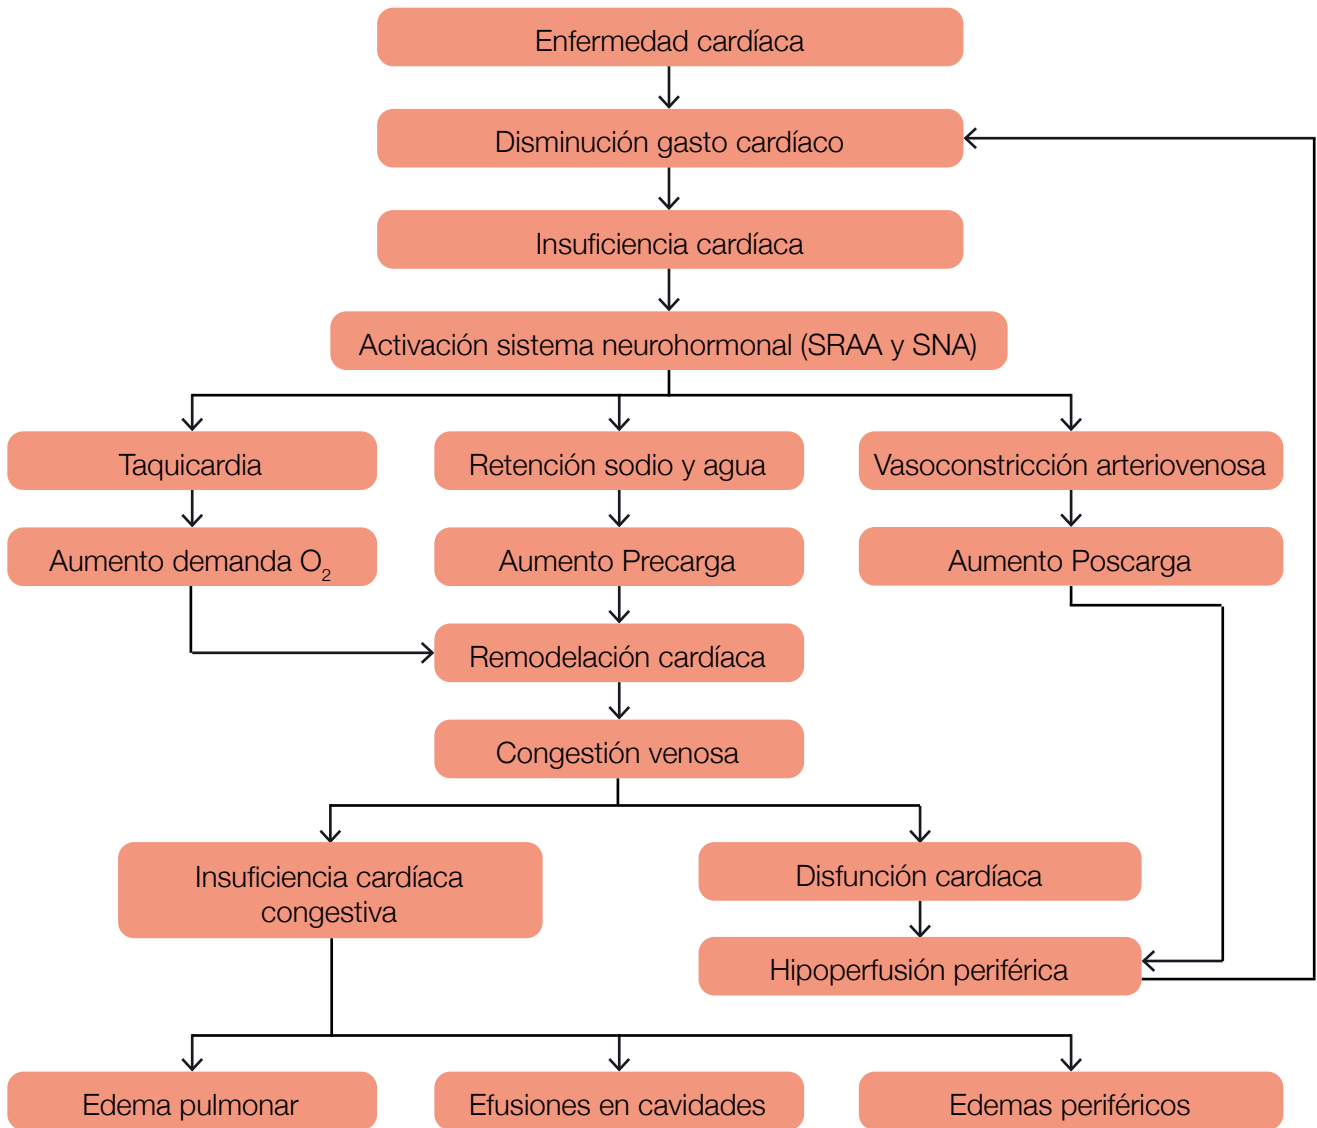 Enfermedad cardíaca
Disminución gasto cardíaco
Insuficiencia cardíaca
Activación sistema neurohormonal (SRAA y SNA)
Taquicardia
Retención sodio y agua
Vasoconstricción arteriovenosa
Aumento demanda O₂
Aumento Precarga
Aumento Poscarga
Remodelación cardíaca
Congestión venosa
Insuficiencia cardíaca
congestiva
Disfunción cardíaca
Hipoperfusión periférica
Edema pulmonar
Efusiones en cavidades
Edemas periféricos